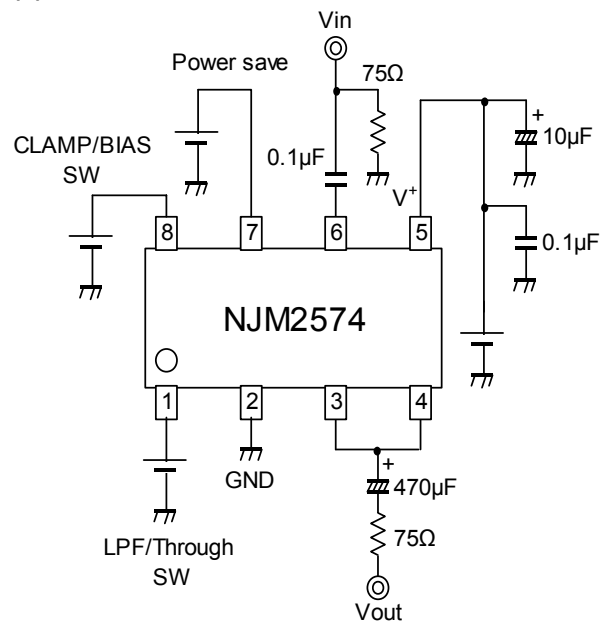 Vin
Power save
75Ω
+
10µF
CLAMP/BIAS
SW
0.1µF
V+
8
7
6
5
0.1µF
NJM2574
1
2
3
4
+
GND
470µF
LPF/Through
SW
75Ω
Vout